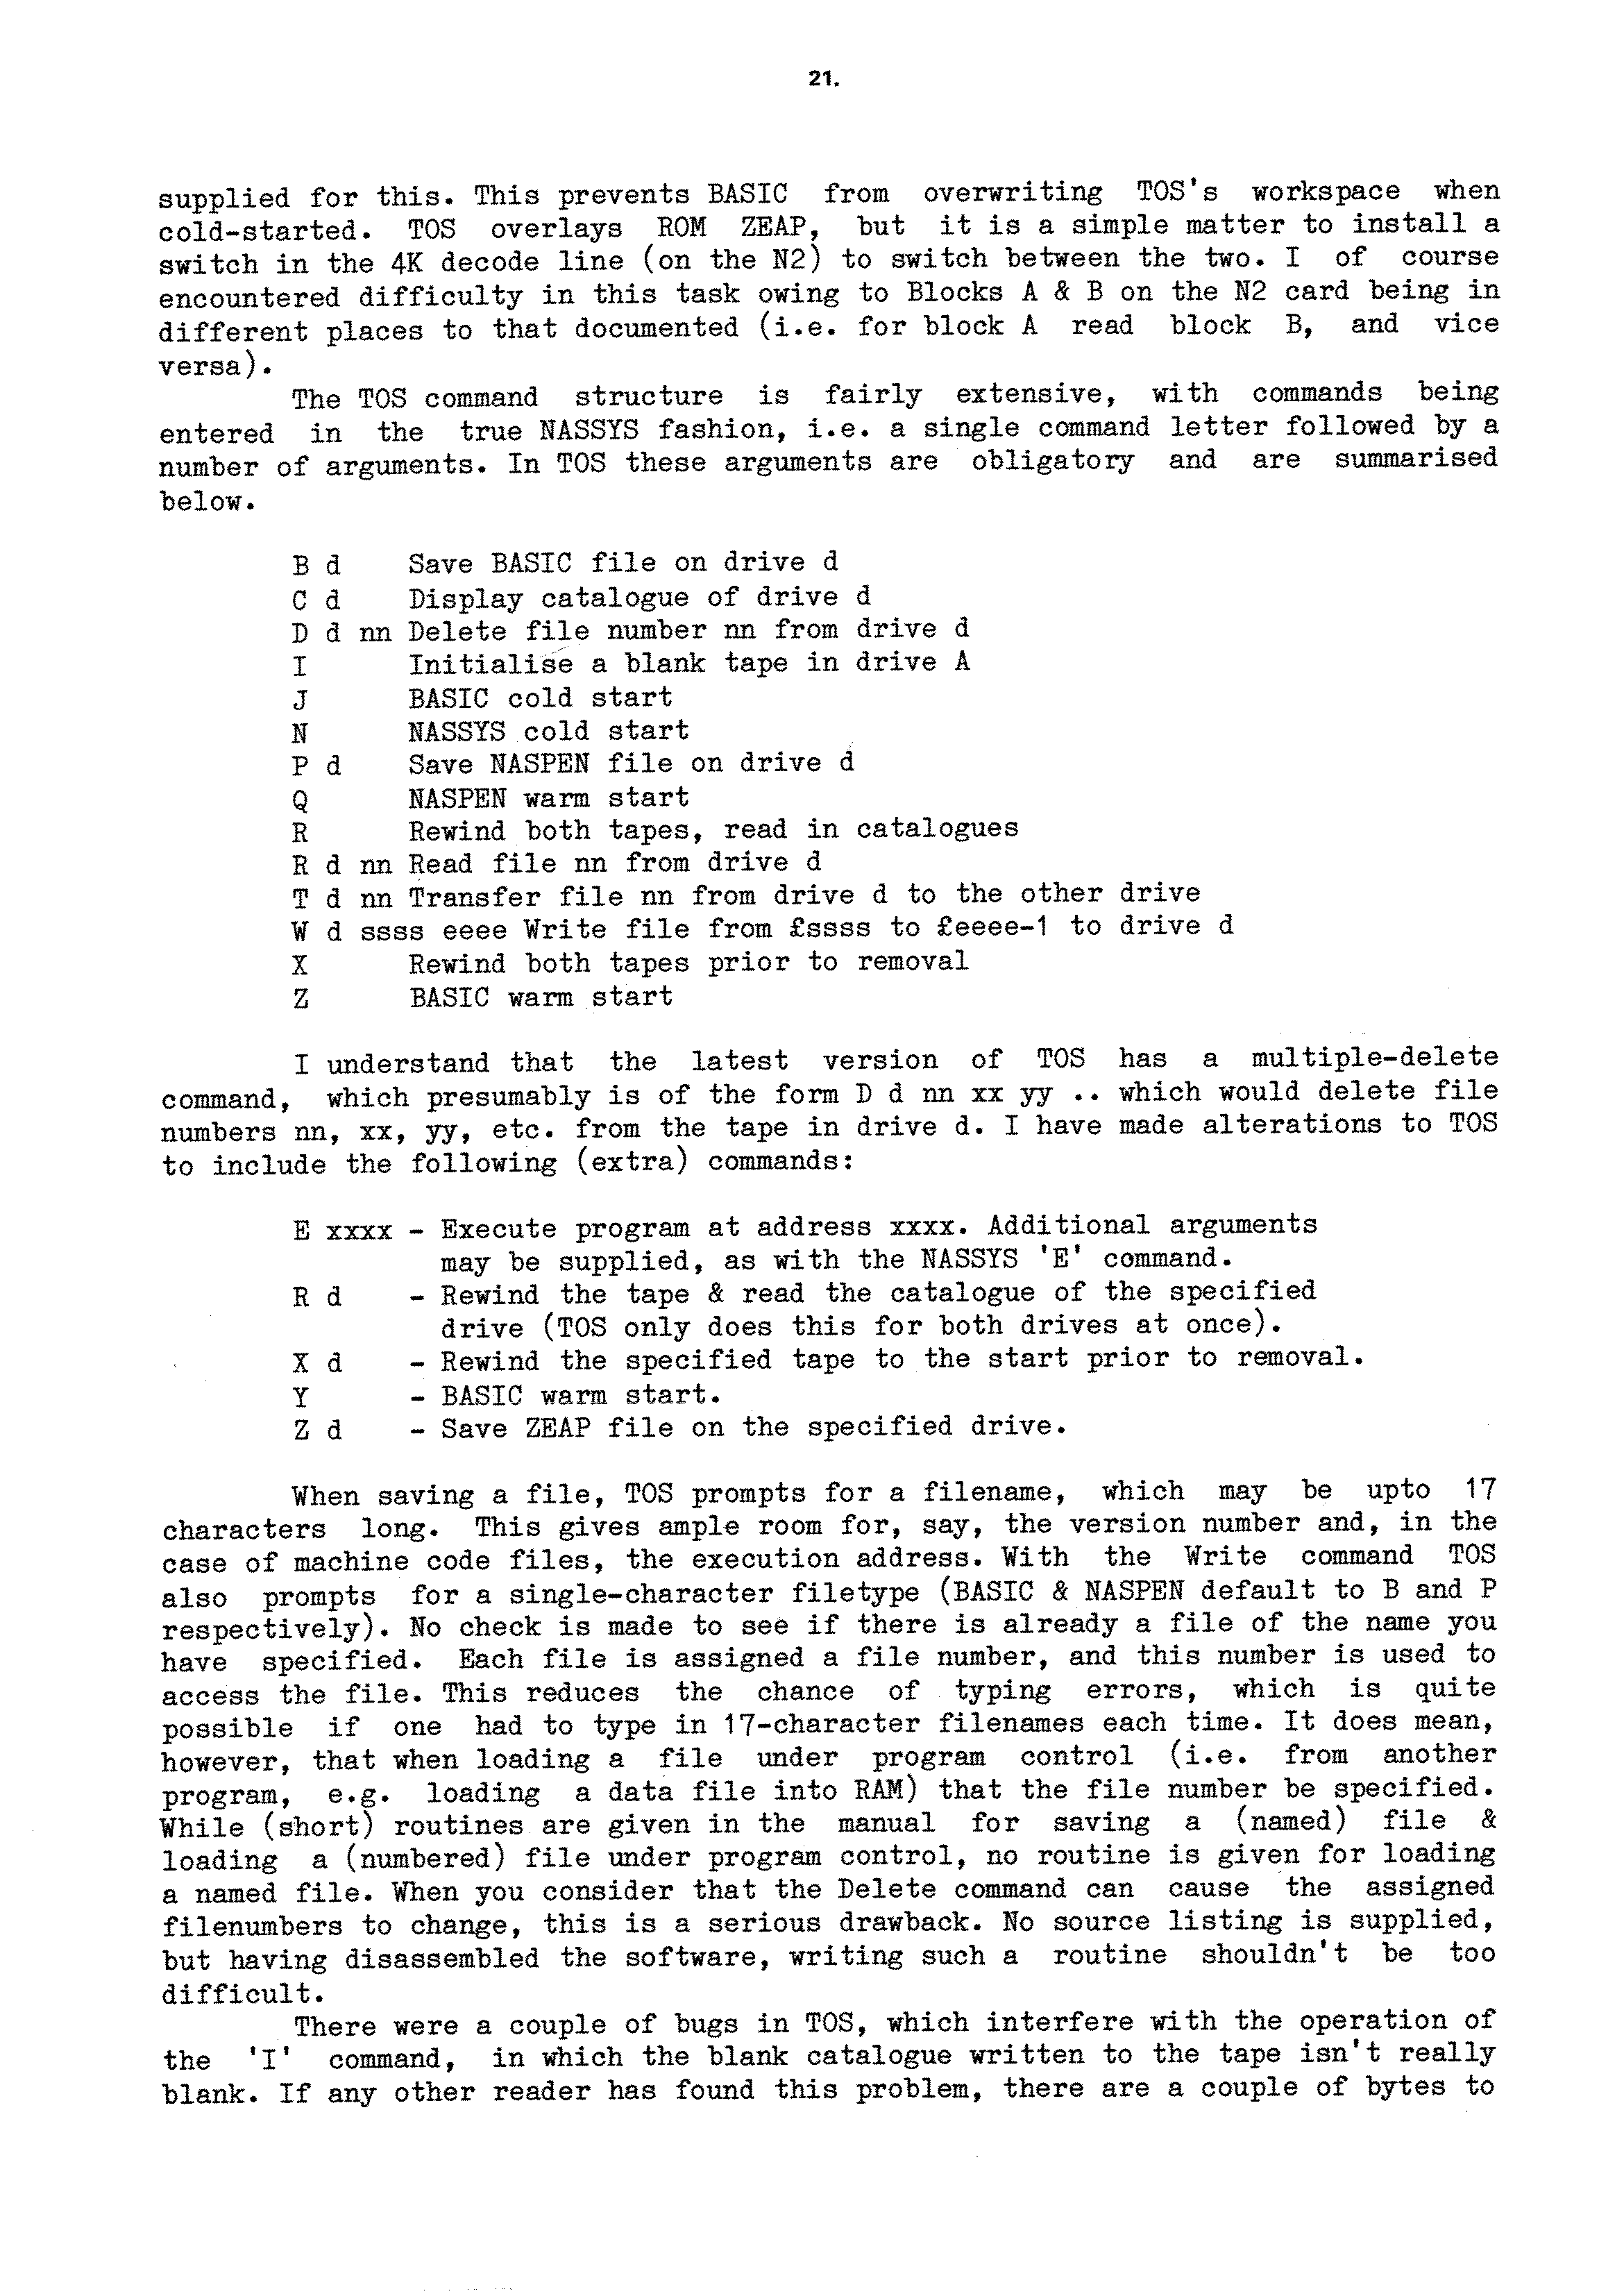 21.
supplied for this. This prevents BASIC from overwriting TOS's workspace when
cold-started. TOS overlays ROM ZEAP, but it is a simple matter to install a
switch in the 4K decode line (on the N2) to switch between the two. I of course
encountered difficulty in this task owing to Blocks A & B on the N2 card being in
different places to that documented (i.e. for block A read block B, and vice
versa).
The TOS command structure is fairly extensive, with commands being
entered in the true NASSYS fashion, i.e. a single command letter followed by a
number of arguments. In TOS these arguments are obligatory and are summarised
below.
B d Save BASIC file on drive d
C d Display catalogue of drive d
D d nn Delete file number nn from drive d
I Initialise a blank tape in drive A
J BASIC cold start
N NASSYS cold start
P d Save NASPEN file on drive d
Q NASPEN warm start
R Rewind both tapes, read in catalogues
R d nn Read file nn from drive d
T d nn Transfer file nn from drive d to the other drive
W d ssss eeee Write file from £ssss to £eeee-1 to drive d
X Rewind both tapes prior to removal
Z BASIC warm start
I understand that the latest version of TOS has a multiple-delete
command, which presumably is of the form D d nn xx yy .. which would delete file
numbers nn, xx, yy, etc. from the tape in drive d. I have made alterations to TOS
to include the following (extra) commands:
E xxxx - Execute program at address xxxx. Additional arguments
may be supplied, as with the NASSYS 'E' command.
R d - Rewind the tape & read the catalogue of the specified
drive (TOS only does this for both drives at once).
X d - Rewind the specified tape to the start prior to removal.
Y - BASIC warm start.
Z d - Save ZEAP file on the specified drive.
When saving a file, TOS prompts for a filename, which may be upto 17
characters long. This gives ample room for, say, the version number and, in the
case of machine code files, the execution address. With the Write command TOS
also prompts for a single-character filetype (BASIC & NASPEN default to B and P
respectively). No check is made to see if there is already a file of the name you
have specified. Each file is assigned a file number, and this number is used to
access the file. This reduces the chance of typing errors, which is quite
possible if one had to type in 17-character filenames each time. It does mean,
however, that when loading a file under program control (i.e. from another
program, e.g. loading a data file into RAM) that the file number be specified.
While (short) routines are given in the manual for saving a (named) file &
loading a (numbered) file under program control, no routine is given for loading
a named file. When you consider that the Delete command can cause the assigned
filenumbers to change, this is a serious drawback. No source listing is supplied,
but having disassembled the software, writing such a routine shouldn't be too
difficult.
There were a couple of bugs in TOS, which interfere with the operation of
the 'I' command, in which the blank catalogue written to the tape isn't really
blank. If any other reader has found this problem, there are a couple of bytes to